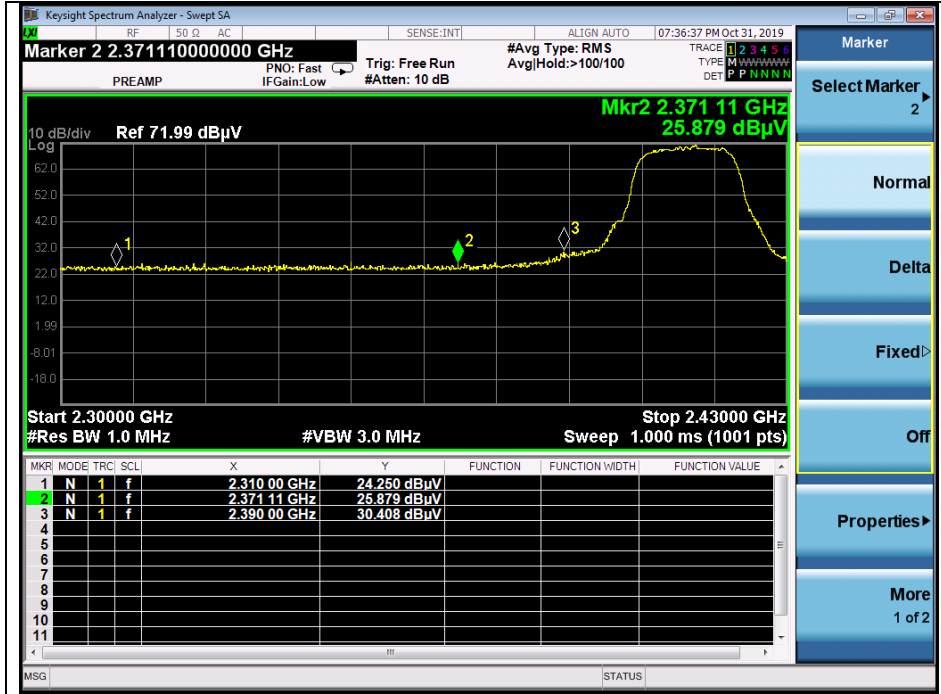 Keysight Spectrum Analyzer - Swept SA
LXI RF 50 Ω AC SENSE:INT ALIGN AUTO 07:36:37 PM Oct 31, 2019
Marker 2 2.371110000000 GHz
PREAMP
PNO: Fast
IFGain:Low
Trig: Free Run
#Atten: 10 dB
#Avg Type: RMS
Avg|Hold:>100/100
TRACE 1 2 3 4 5 6
TYPE M WWWWW
DET P P N N N N
Mkr2 2.371 11 GHz
25.879 dBµV
10 dB/div Ref 71.99 dBµV
Log
62.0
52.0
42.0
32.0
22.0
12.0
1.99
-8.01
-18.0
1
2
3
Start 2.30000 GHz Stop 2.43000 GHz
#Res BW 1.0 MHz #VBW 3.0 MHz Sweep 1.000 ms (1001 pts)
MKR MODE TRC SCL X Y FUNCTION FUNCTION WIDTH FUNCTION VALUE
1 N 1 f 2.310 00 GHz 24.250 dBµV
2 N 1 f 2.371 11 GHz 25.879 dBµV
3 N 1 f 2.390 00 GHz 30.408 dBµV
4
5
6
7
8
9
10
11
MSG STATUS
Marker
Select Marker
2
Normal
Delta
Fixed
Off
Properties
More
1 of 2